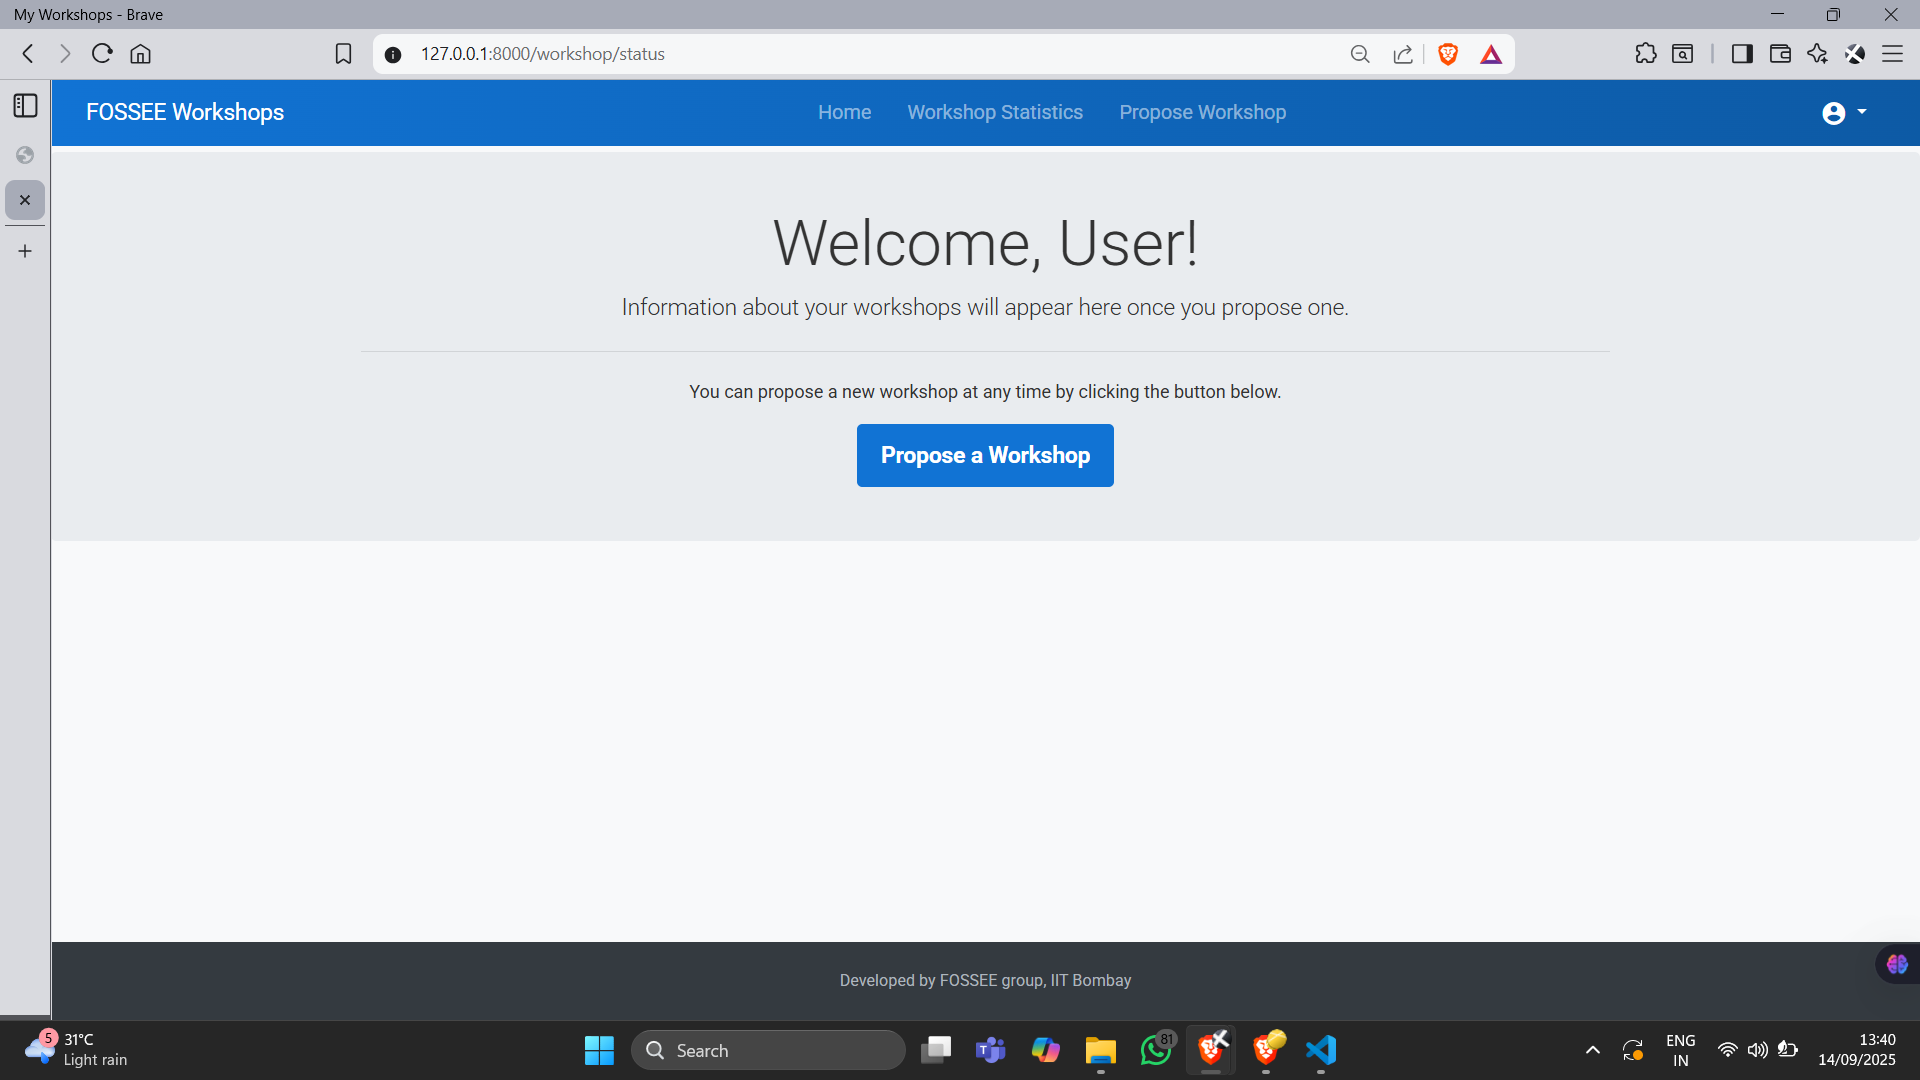 My Workshops - Brave
127.0.0.1:8000/workshop/status
FOSSEE Workshops
Home
Workshop Statistics
Propose Workshop
Welcome, User!
Information about your workshops will appear here once you propose one.
You can propose a new workshop at any time by clicking the button below.
Propose a Workshop
Developed by FOSSEE group, IIT Bombay
5
31°C
Light rain
Search
81
ENG
IN
13:40
14/09/2025